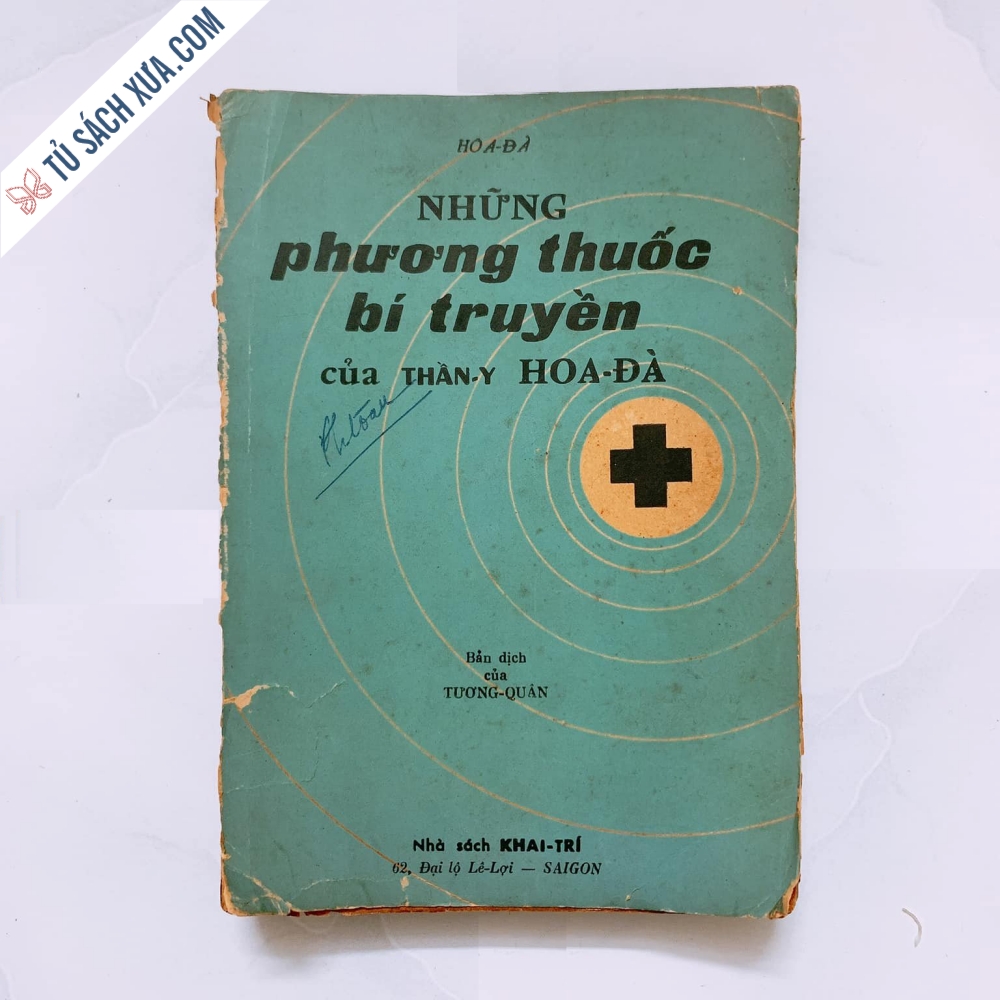 TỦ SÁCH XƯA.COM
HOA-ĐÀ
NHỮNG
phương thuốc
bí truyền
của THẦN-Y HOA-ĐÀ
Bản dịch
của
TƯƠNG-QUÂN
Nhà sách KHAI-TRÍ
62, Đại lộ Lê-Lợi — SAIGON